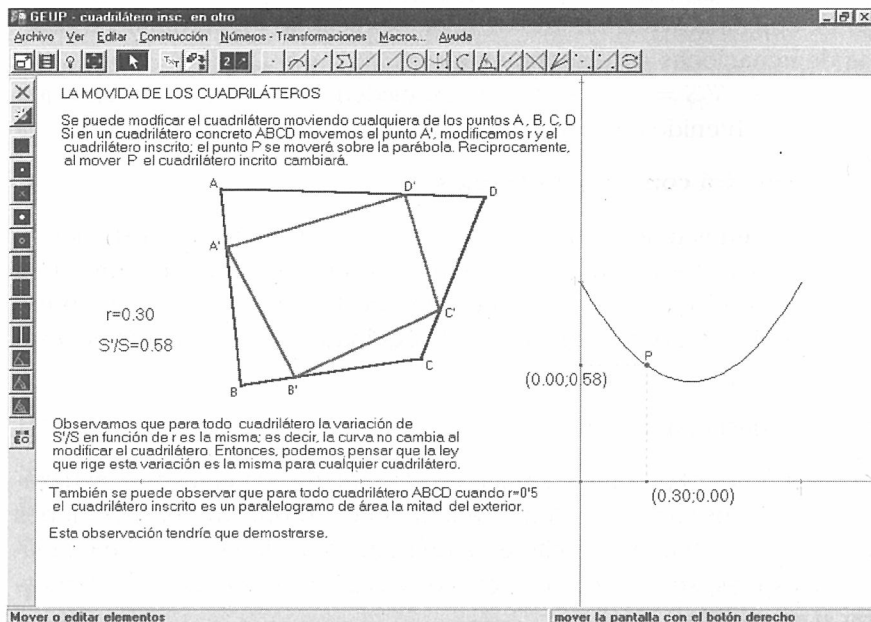 GEUP - cuadrilátero insc. en otro
Archivo Ver Editar Construcción Números - Transformaciones Macros... Ayuda
LA MOVIDA DE LOS CUADRILÁTEROS
Se puede modficar el cuadrilátero moviendo cualquiera de los puntos A, B, C, D
Si en un cuadrilátero concreto ABCD movemos el punto A', modificamos r y el
cuadrilátero inscrito; el punto P se moverá sobre la parábola. Reciprocamente,
al mover P el cuadrilátero incrito cambiará.
A
D'
D
A'
r=0.30
S'/S=0.58
C'
C
B
B'
P
(0.00;0.58)
(0.30;0.00)
Observamos que para todo cuadrilátero la variación de
S'/S en función de r es la misma; es decir, la curva no cambia al
modificar el cuadrilátero. Entonces, podemos pensar que la ley
que rige esta variación es la misma para cualquier cuadrilátero.
También se puede observar que para todo cuadrilátero ABCD cuando r=0'5
el cuadrilátero inscrito es un paralelogramo de área la mitad del exterior.
Esta observación tendría que demostrarse.
Mover o editar elementos
mover la pantalla con el botón derecho